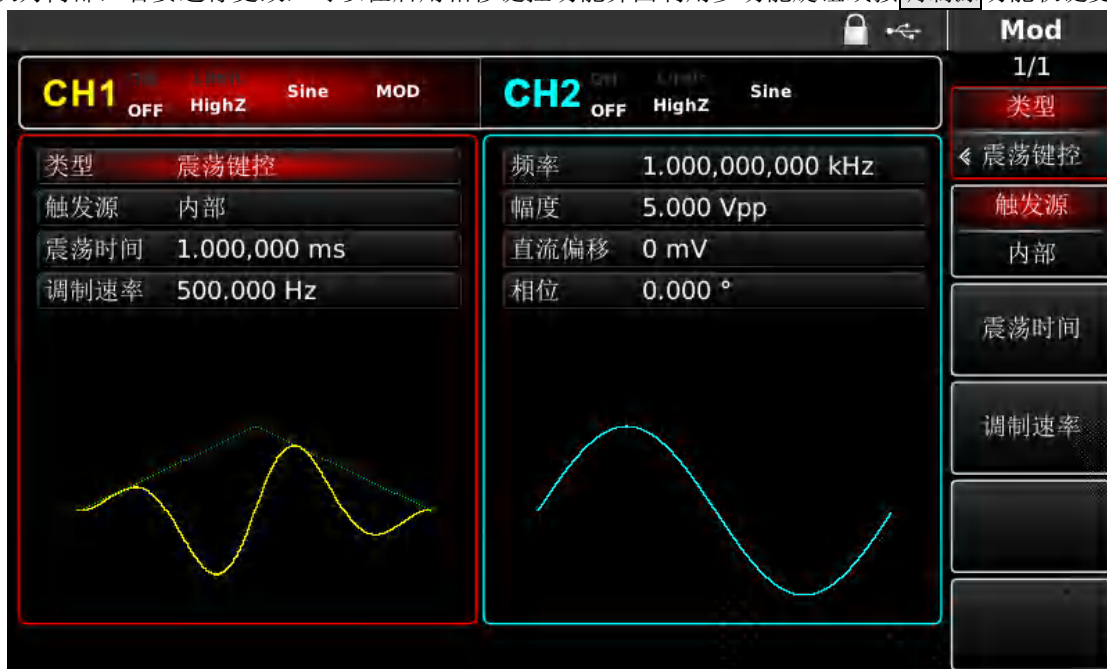 Mod
1/1
CH1 OFF HighZ Sine MOD
CH2 OFF HighZ Sine
类型
震荡键控
触发源
内部
震荡时间
调制速率
类型 震荡键控
触发源 内部
震荡时间 1.000,000 ms
调制速率 500.000 Hz
频率 1.000,000,000 kHz
幅度 5.000 Vpp
直流偏移 0 mV
相位 0.000 °